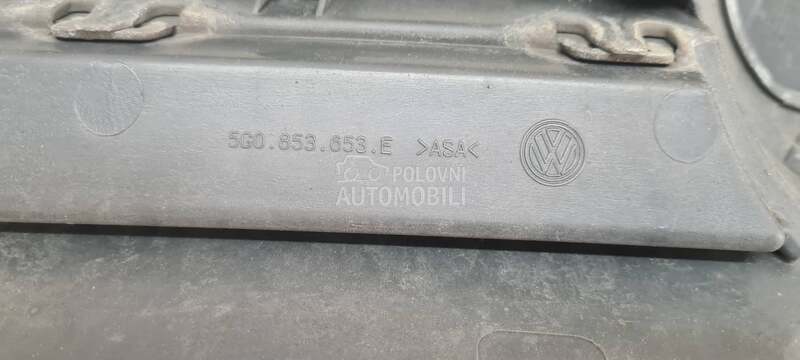 5G0.853.653.E >ASA<
POLOVNI
AUTOMOBILI